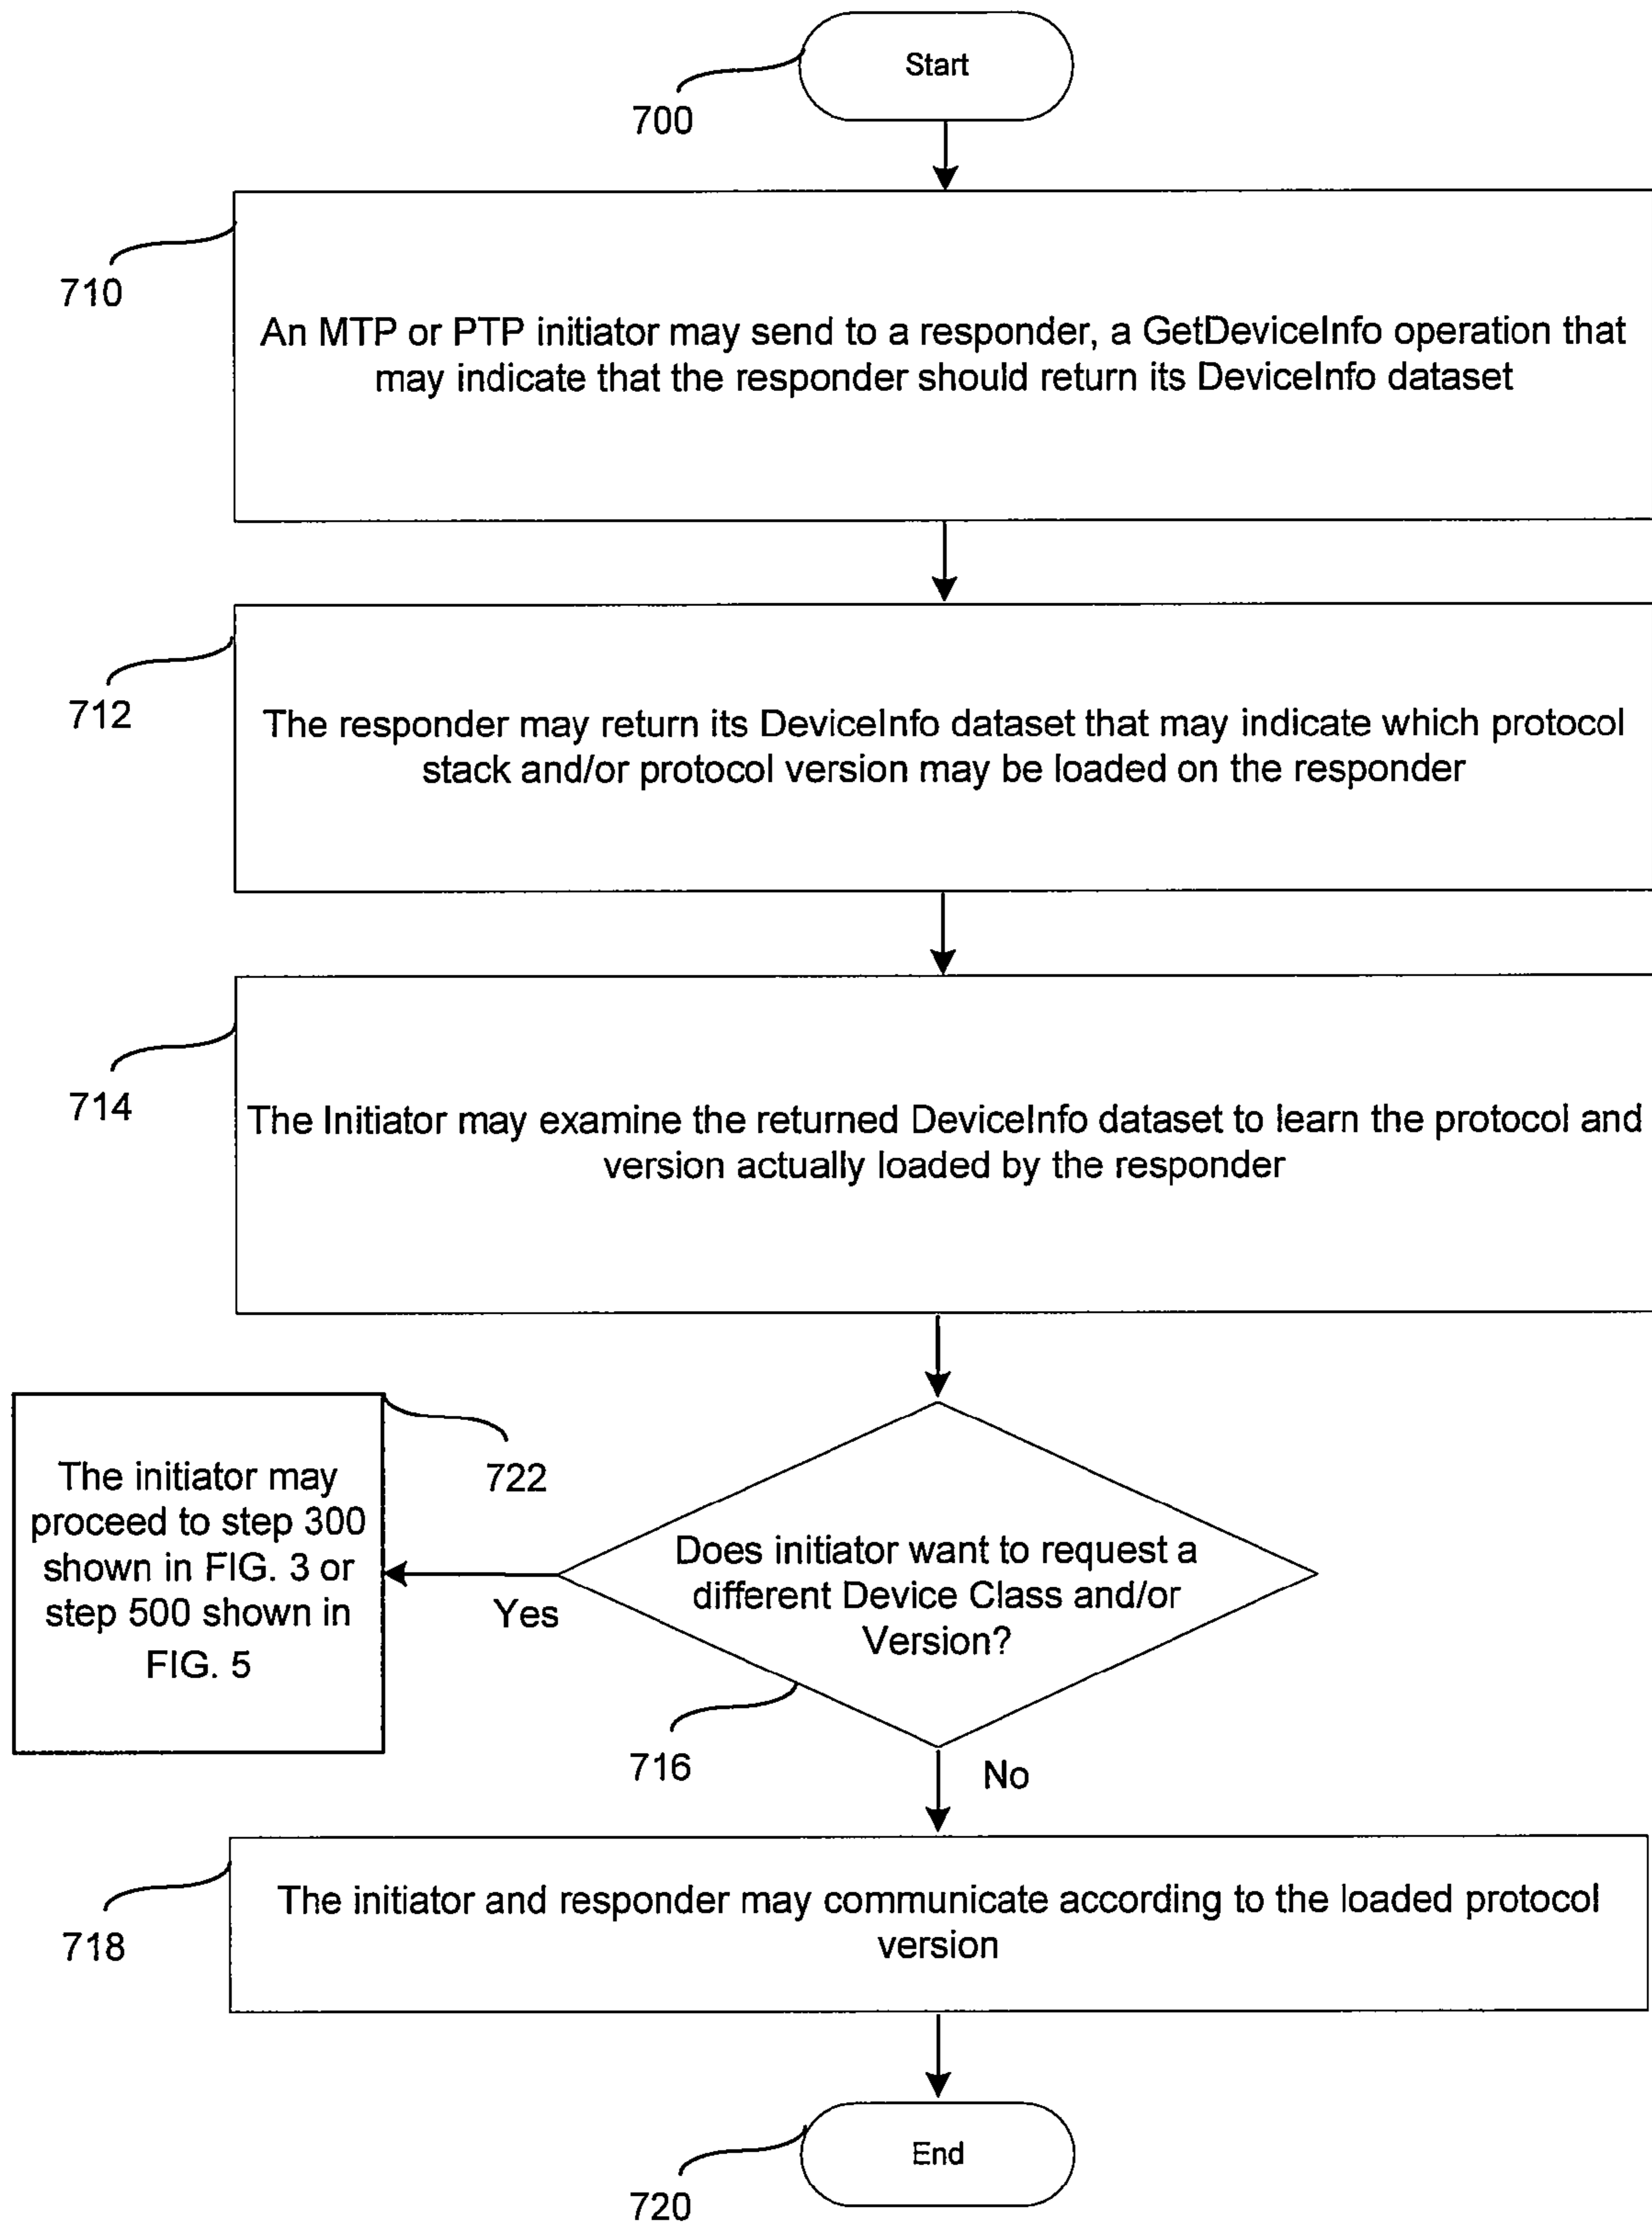 Start
700
710
An MTP or PTP initiator may send to a responder, a GetDeviceInfo operation that
may indicate that the responder should return its DeviceInfo dataset
712
The responder may return its DeviceInfo dataset that may indicate which protocol
stack and/or protocol version may be loaded on the responder
714
The Initiator may examine the returned DeviceInfo dataset to learn the protocol and
version actually loaded by the responder
722
The initiator may
proceed to step 300
shown in FIG. 3 or
step 500 shown in
FIG. 5
Yes
Does initiator want to request a
different Device Class and/or
Version?
716
No
718
The initiator and responder may communicate according to the loaded protocol
version
End
720